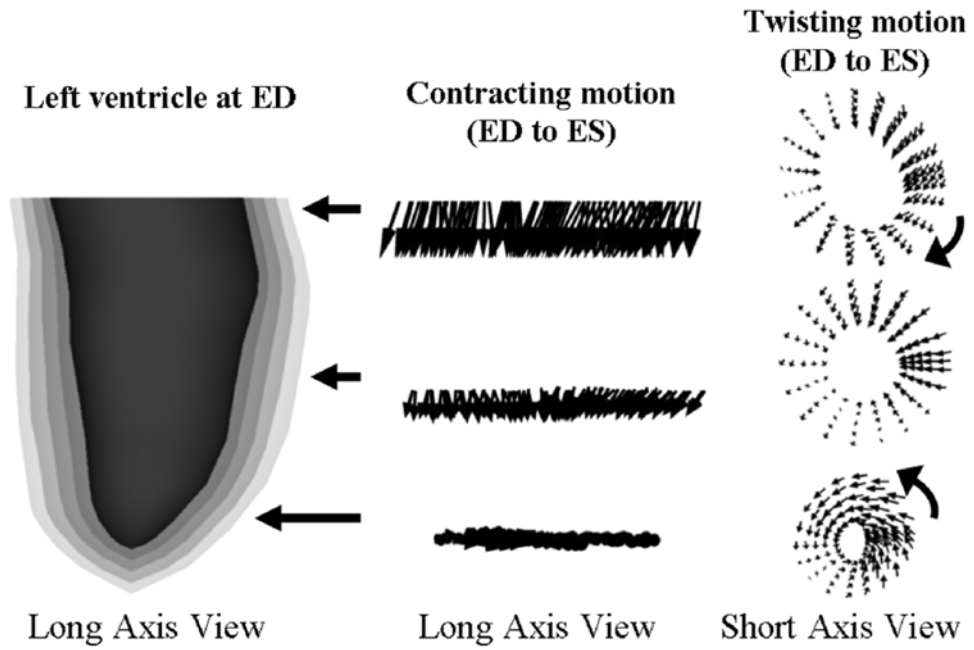 Left ventricle at ED
Contracting motion
(ED to ES)
Twisting motion
(ED to ES)
Long Axis View
Long Axis View
Short Axis View